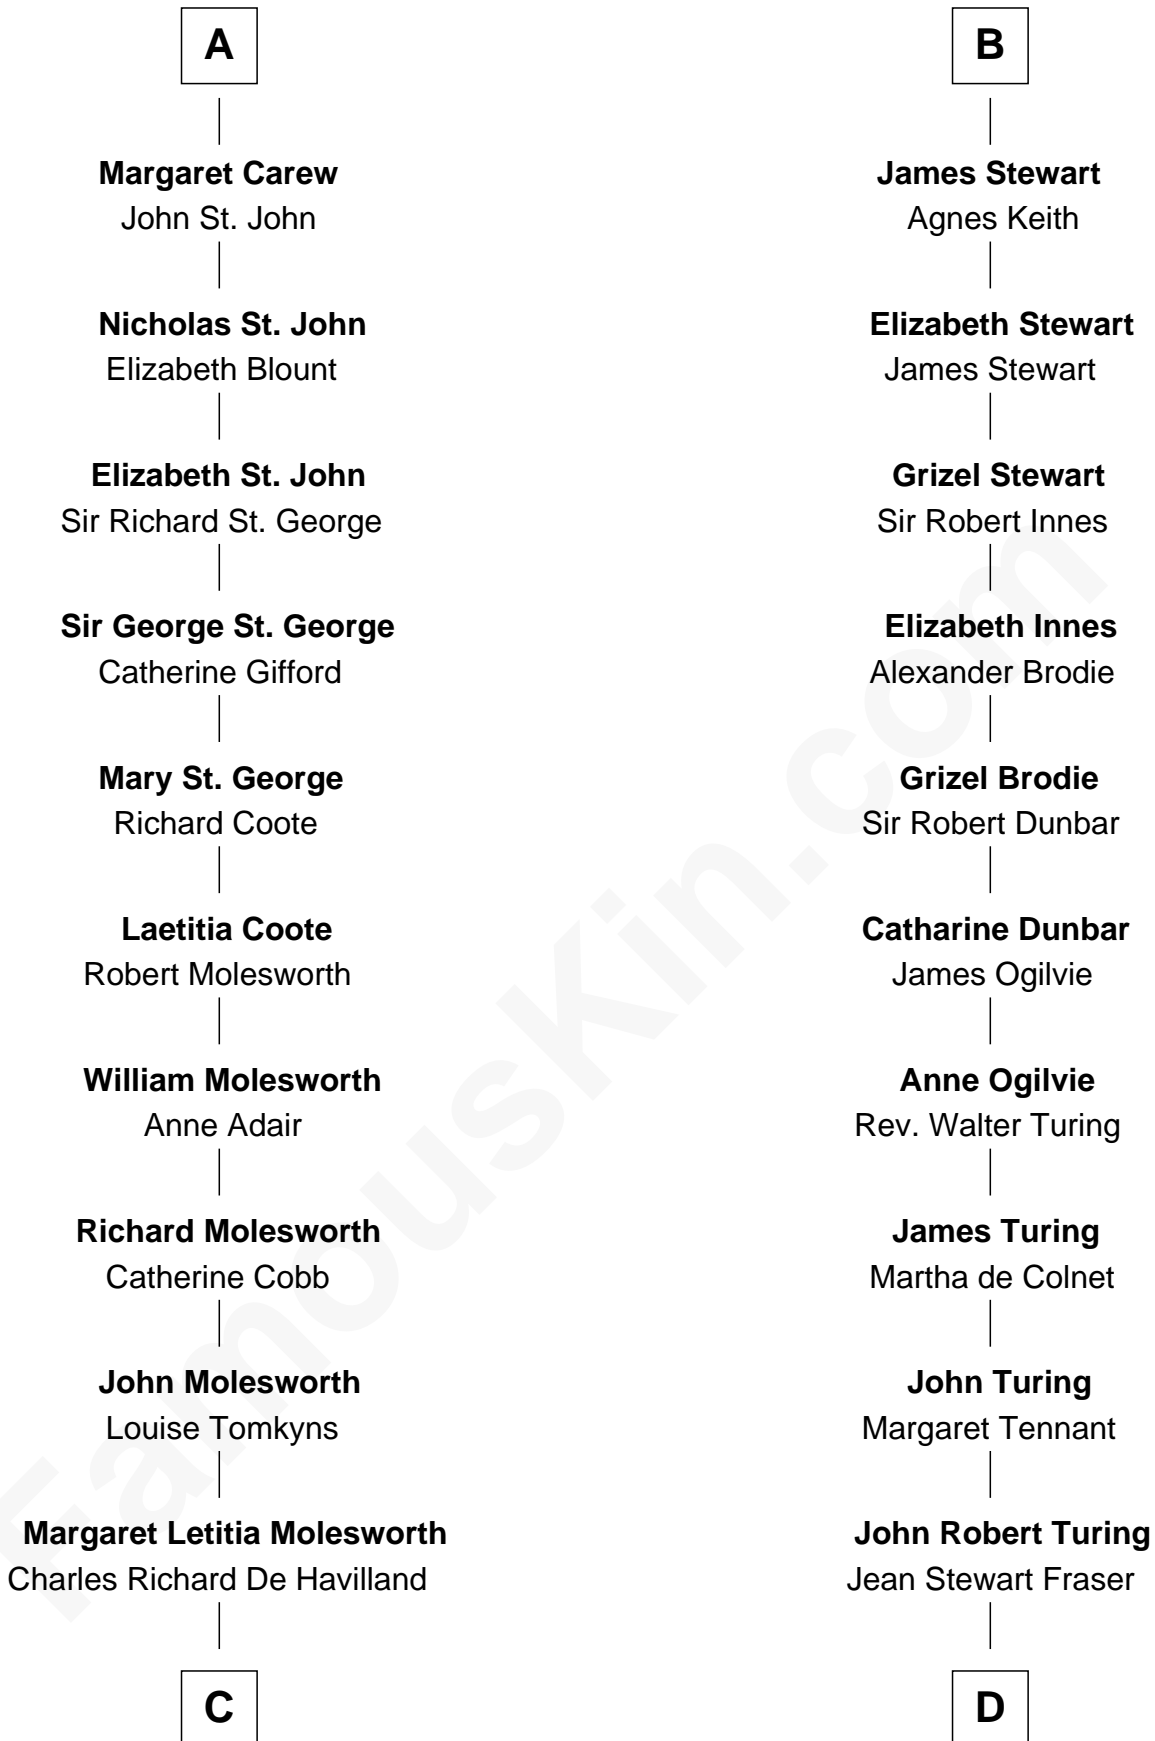 A
Margaret Carew
John St. John
Nicholas St. John
Elizabeth Blount
Elizabeth St. John
Sir Richard St. George
Sir George St. George
Catherine Gifford
Mary St. George
Richard Coote
Laetitia Coote
Robert Molesworth
William Molesworth
Anne Adair
Richard Molesworth
Catherine Cobb
John Molesworth
Louise Tomkyns
Margaret Letitia Molesworth
Charles Richard De Havilland
C
B
James Stewart
Agnes Keith
Elizabeth Stewart
James Stewart
Grizel Stewart
Sir Robert Innes
Elizabeth Innes
Alexander Brodie
Grizel Brodie
Sir Robert Dunbar
Catharine Dunbar
James Ogilvie
Anne Ogilvie
Rev. Walter Turing
James Turing
Martha de Colnet
John Turing
Margaret Tennant
John Robert Turing
Jean Stewart Fraser
D
FamousKin.com